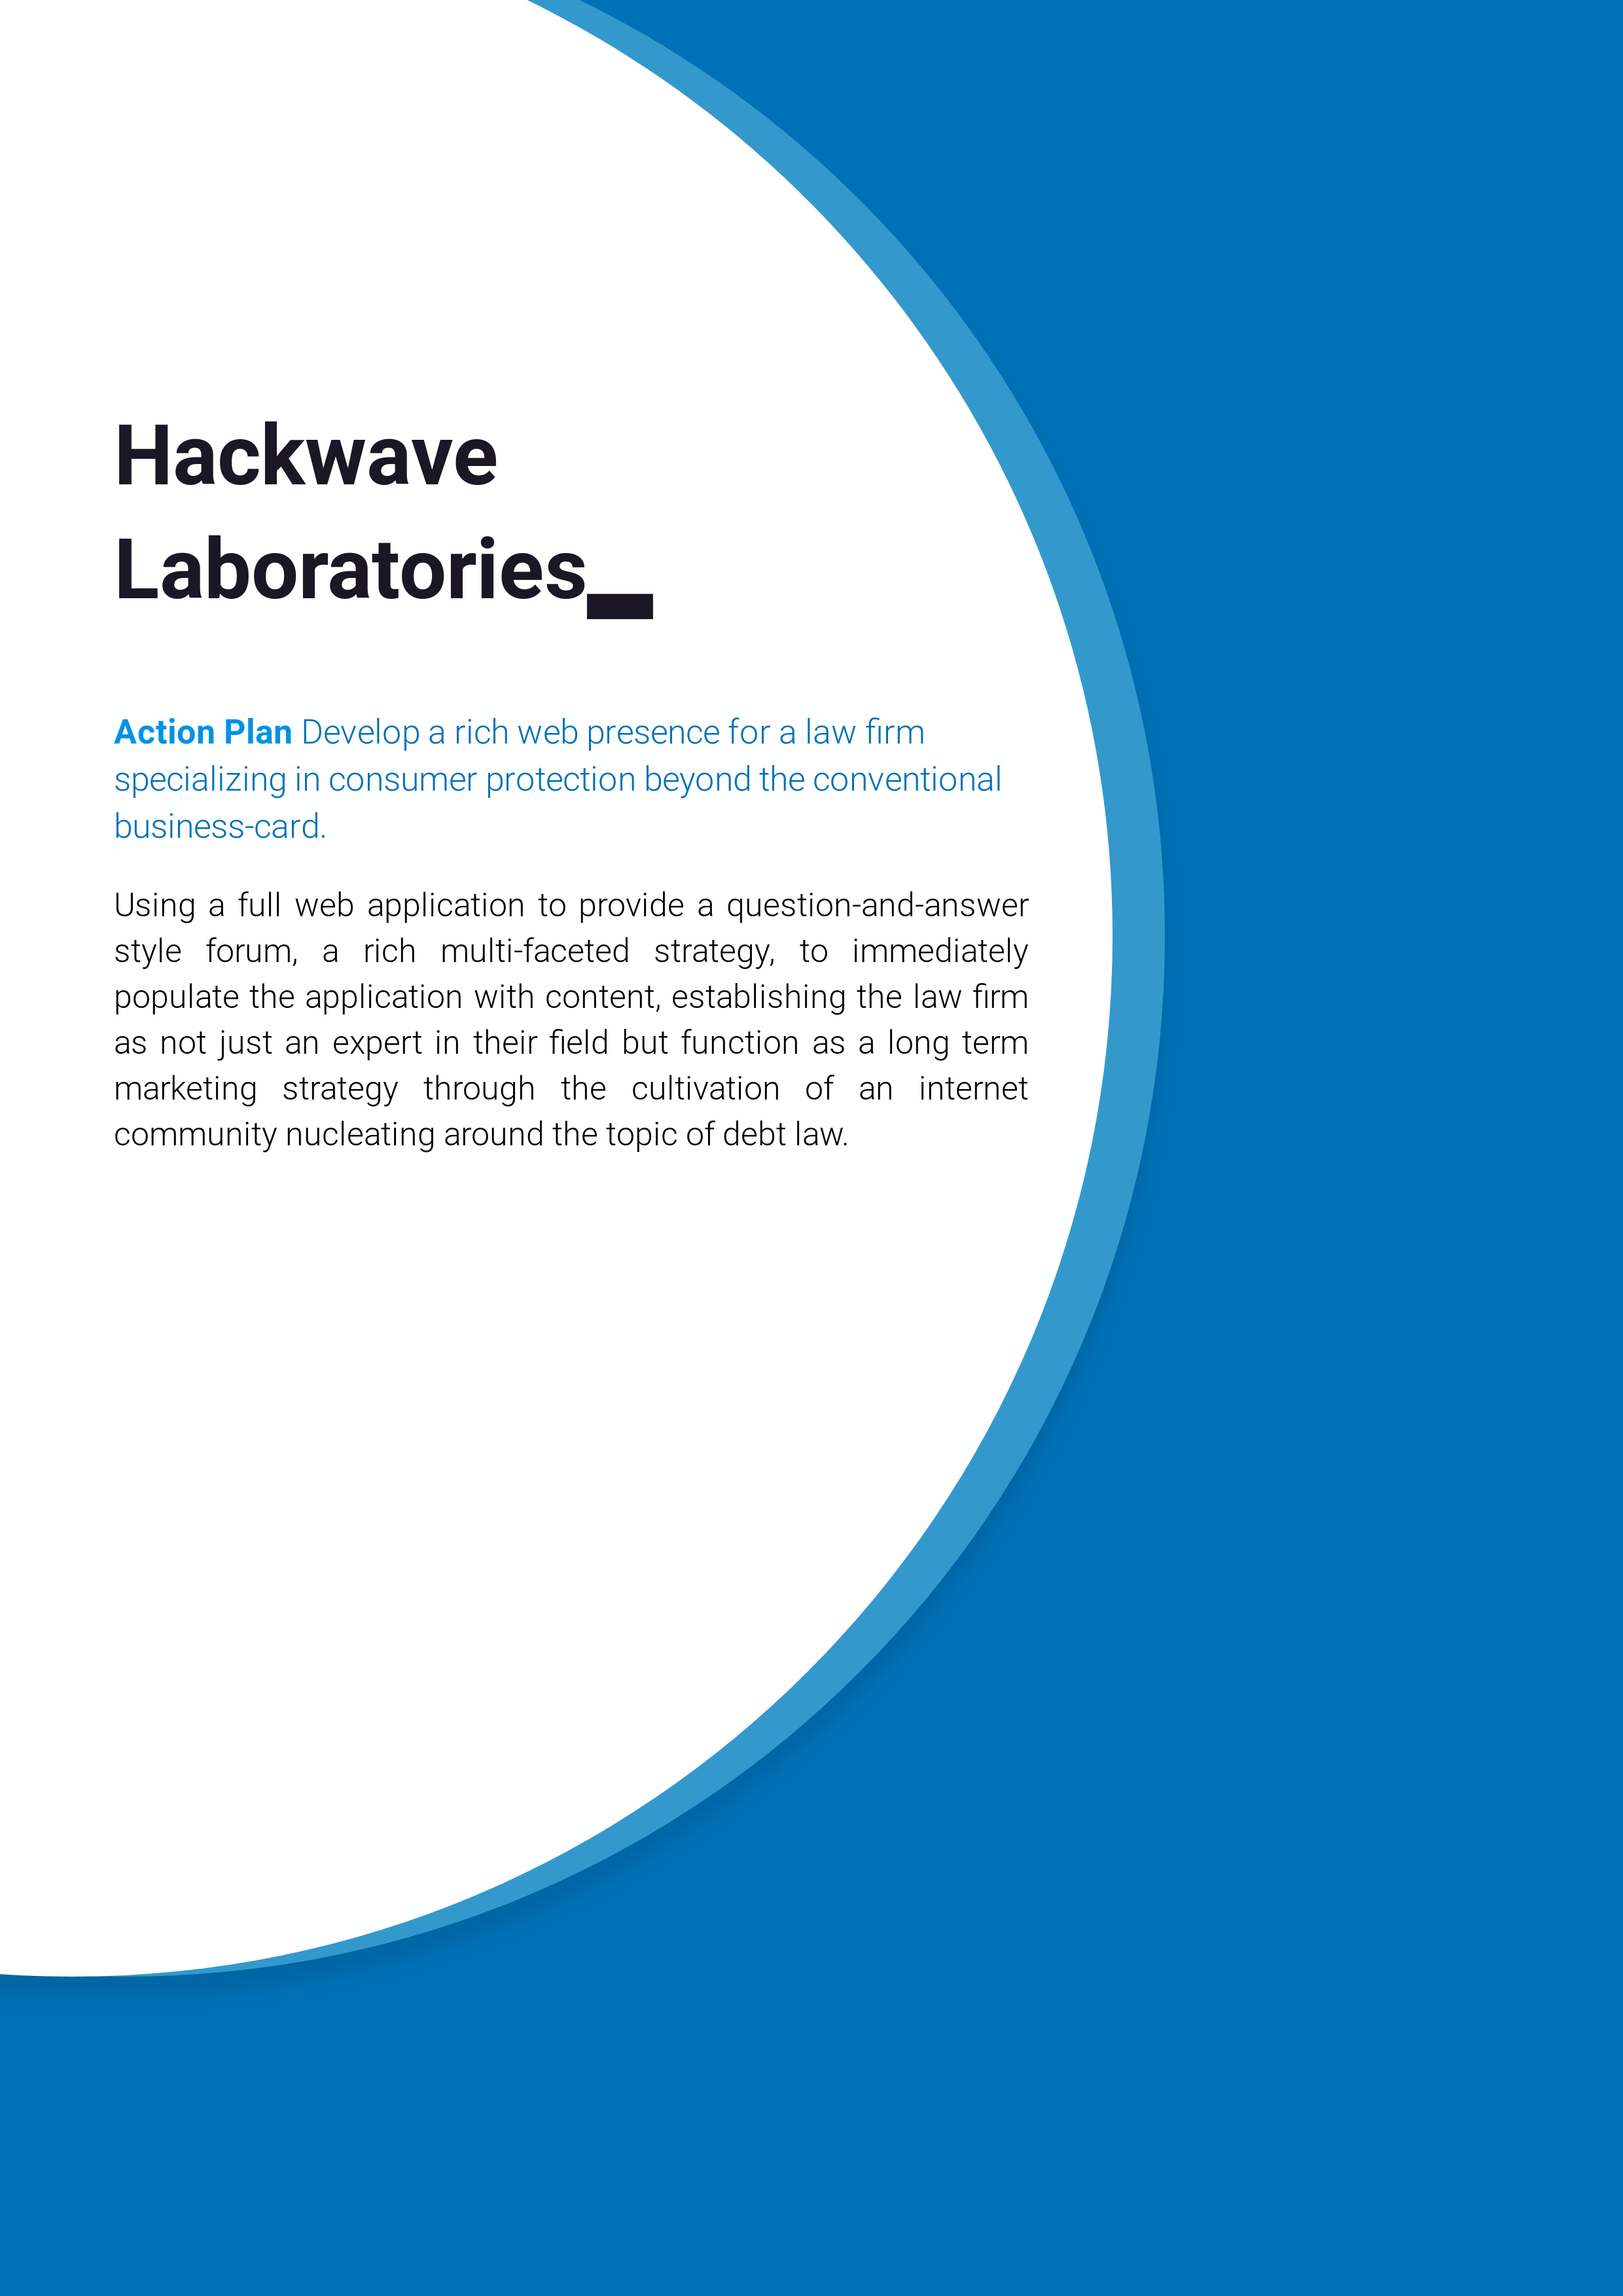 Hackwave
Laboratories_
Action Plan Develop a rich web presence for a law firm
specializing in consumer protection beyond the conventional
business-card.
Using a full web application to provide a question-and-answer
style forum, a rich multi-faceted strategy, to immediately
populate the application with content, establishing the law firm
as not just an expert in their field but function as a long term
marketing strategy through the cultivation of an internet
community nucleating around the topic of debt law.